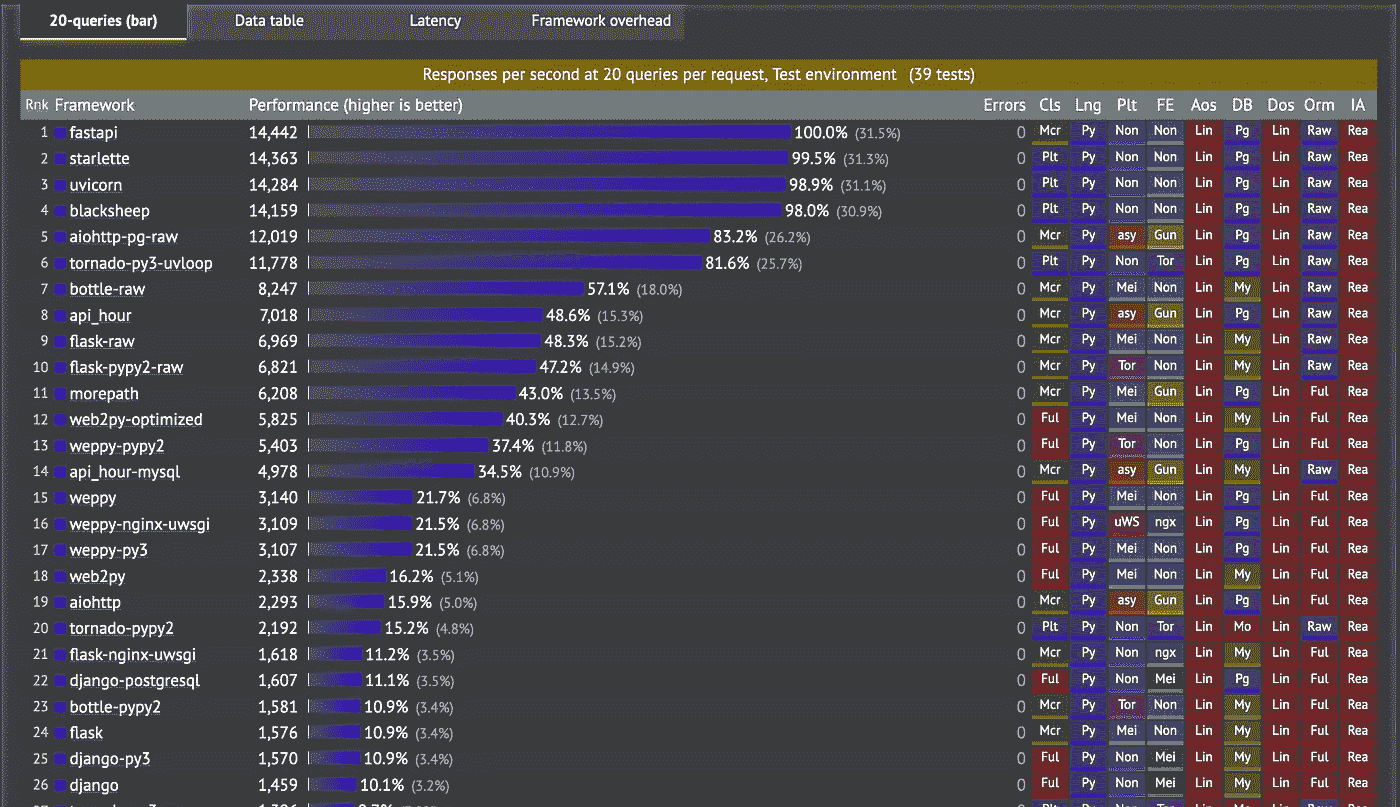 20-queries (bar) Data table Latency Framework overhead
Responses per second at 20 queries per request, Test environment (39 tests)
Rnk Framework Performance (higher is better) Errors Cls Lng Plt FE Aos DB Dos Orm IA
1 fastapi 14,442 100.0% (31.5%) 0 Mcr Py Non Non Lin Pg Lin Raw Rea
2 starlette 14,363 99.5% (31.3%) 0 Plt Py Non Non Lin Pg Lin Raw Rea
3 uvicorn 14,284 98.9% (31.1%) 0 Plt Py Non Non Lin Pg Lin Raw Rea
4 blacksheep 14,159 98.0% (30.9%) 0 Plt Py Non Non Lin Pg Lin Raw Rea
5 aiohttp-pg-raw 12,019 83.2% (26.2%) 0 Mcr Py asy Gun Lin Pg Lin Raw Rea
6 tornado-py3-uvloop 11,778 81.6% (25.7%) 0 Plt Py Non Tor Lin Pg Lin Raw Rea
7 bottle-raw 8,247 57.1% (18.0%) 0 Mcr Py Mei Non Lin My Lin Raw Rea
8 api_hour 7,018 48.6% (15.3%) 0 Mcr Py asy Gun Lin Pg Lin Raw Rea
9 flask-raw 6,969 48.3% (15.2%) 0 Mcr Py Mei Non Lin My Lin Raw Rea
10 flask-pypy2-raw 6,821 47.2% (14.9%) 0 Mcr Py Tor Non Lin My Lin Raw Rea
11 morepath 6,208 43.0% (13.5%) 0 Mcr Py Mei Gun Lin Pg Lin Ful Rea
12 web2py-optimized 5,825 40.3% (12.7%) 0 Ful Py Mei Non Lin My Lin Ful Rea
13 weppy-pypy2 5,403 37.4% (11.8%) 0 Ful Py Tor Non Lin Pg Lin Ful Rea
14 api_hour-mysql 4,978 34.5% (10.9%) 0 Mcr Py asy Gun Lin My Lin Raw Rea
15 weppy 3,140 21.7% (6.8%) 0 Ful Py Mei Non Lin Pg Lin Ful Rea
16 weppy-nginx-uwsgi 3,109 21.5% (6.8%) 0 Ful Py uWS ngx Lin Pg Lin Ful Rea
17 weppy-py3 3,107 21.5% (6.8%) 0 Ful Py Mei Non Lin Pg Lin Ful Rea
18 web2py 2,338 16.2% (5.1%) 0 Ful Py Mei Non Lin My Lin Ful Rea
19 aiohttp 2,293 15.9% (5.0%) 0 Mcr Py asy Gun Lin Pg Lin Ful Rea
20 tornado-pypy2 2,192 15.2% (4.8%) 0 Plt Py Non Tor Lin Mo Lin Raw Rea
21 flask-nginx-uwsgi 1,618 11.2% (3.5%) 0 Mcr Py Non ngx Lin My Lin Ful Rea
22 django-postgresql 1,607 11.1% (3.5%) 0 Ful Py Non Mei Lin Pg Lin Ful Rea
23 bottle-pypy2 1,581 10.9% (3.4%) 0 Mcr Py Tor Non Lin My Lin Ful Rea
24 flask 1,576 10.9% (3.4%) 0 Mcr Py Mei Non Lin My Lin Ful Rea
25 django-py3 1,570 10.9% (3.4%) 0 Ful Py Non Mei Lin My Lin Ful Rea
26 django 1,459 10.1% (3.2%) 0 Ful Py Non Mei Lin My Lin Ful Rea